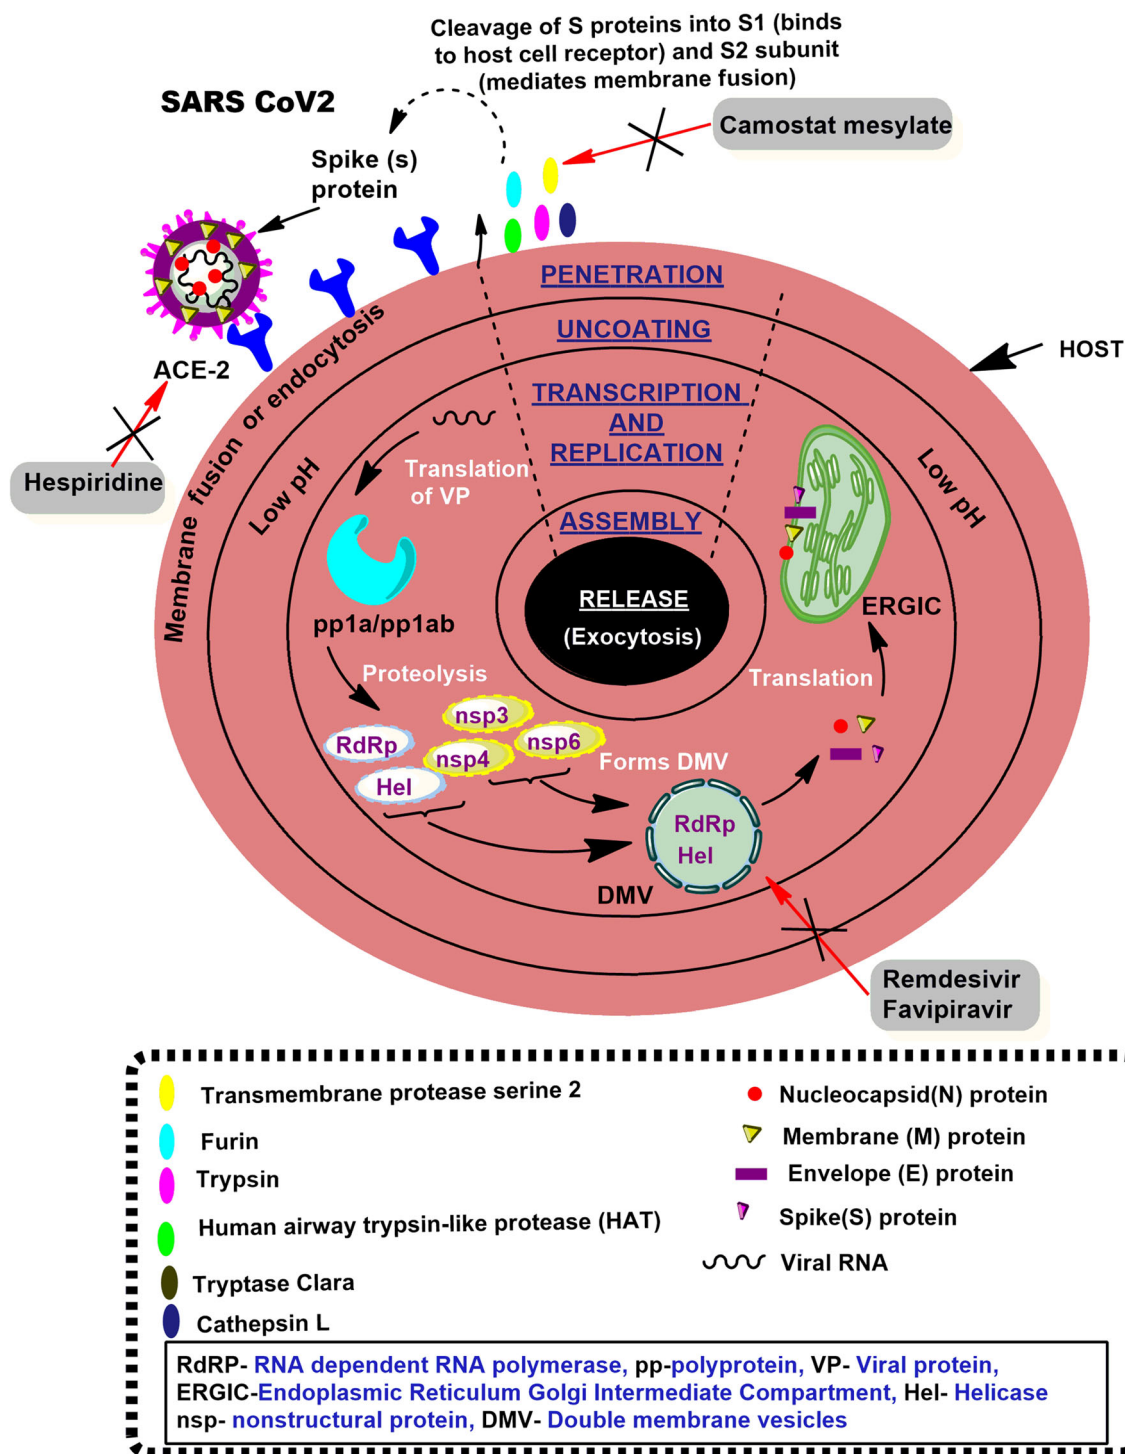 Cleavage of S proteins into S1 (binds
to host cell receptor) and S2 subunit
(mediates membrane fusion)
SARS CoV2
Camostat mesylate
Spike (s)
protein
PENETRATION
UNCOATING
HOST
ACE-2
TRANSCRIPTION
AND
REPLICATION
Hespiridine
Membrane fusion or endocytosis
Low pH
Translation
of VP
Low pH
ASSEMBLY
RELEASE
(Exocytosis)
ERGIC
pp1a/pp1ab
Proteolysis
Translation
nsp3
RdRp
nsp6
nsp4
Forms DMV
Hel
RdRp
Hel
DMV
Remdesivir
Favipiravir
Transmembrane protease serine 2
Furin
Trypsin
Human airway trypsin-like protease (HAT)
Tryptase Clara
Cathepsin L
Nucleocapsid(N) protein
Membrane (M) protein
Envelope (E) protein
Spike(S) protein
Viral RNA
RdRP- RNA dependent RNA polymerase, pp-polyprotein, VP- Viral protein,
ERGIC-Endoplasmic Reticulum Golgi Intermediate Compartment, Hel- Helicase
nsp- nonstructural protein, DMV- Double membrane vesicles